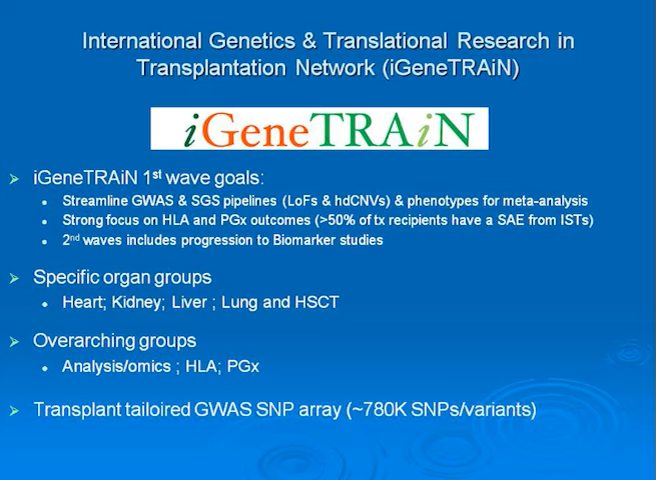 International Genetics & Translational Research in
Transplantation Network (iGeneTRAiN)
iGeneTRAiN
iGeneTRAiN 1st wave goals:
Streamline GWAS & SGS pipelines (LoFs & hdCNVs) & phenotypes for meta-analysis
Strong focus on HLA and PGx outcomes (>50% of tx recipients have a SAE from ISTs)
2nd waves includes progression to Biomarker studies
Specific organ groups
Heart; Kidney; Liver ; Lung and HSCT
Overarching groups
Analysis/omics ; HLA; PGx
Transplant tailoired GWAS SNP array (~780K SNPs/variants)